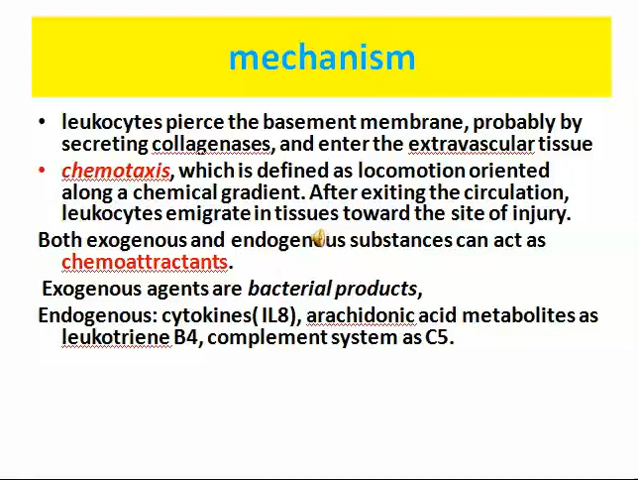 mechanism
• leukocytes pierce the basement membrane, probably by
secreting collagenases, and enter the extravascular tissue
• chemotaxis, which is defined as locomotion oriented
along a chemical gradient. After exiting the circulation,
leukocytes emigrate in tissues toward the site of injury.
Both exogenous and endogenous substances can act as
chemoattractants.
Exogenous agents are bacterial products,
Endogenous: cytokines( IL8), arachidonic acid metabolites as
leukotriene B4, complement system as C5.